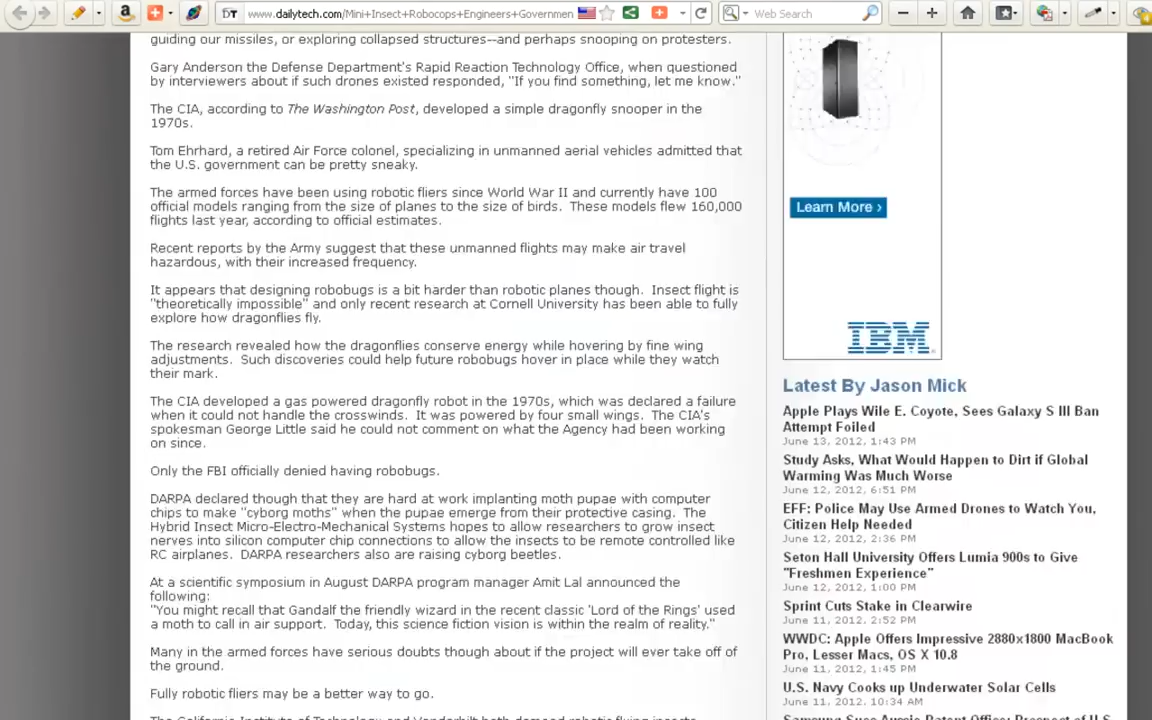 www.dailytech.com/Mini+Insect+Robocops+Engineers+Governmen
Web Search
guiding our missiles, or exploring collapsed structures--and perhaps snooping on protesters.
Gary Anderson the Defense Department's Rapid Reaction Technology Office, when questioned
by interviewers about if such drones existed responded, "If you find something, let me know."
The CIA, according to The Washington Post, developed a simple dragonfly snooper in the
1970s.
Tom Ehrhard, a retired Air Force colonel, specializing in unmanned aerial vehicles admitted that
the U.S. government can be pretty sneaky.
The armed forces have been using robotic fliers since World War II and currently have 100
official models ranging from the size of planes to the size of birds.  These models flew 160,000
flights last year, according to official estimates.
Recent reports by the Army suggest that these unmanned flights may make air travel
hazardous, with their increased frequency.
It appears that designing robobugs is a bit harder than robotic planes though.  Insect flight is
"theoretically impossible" and only recent research at Cornell University has been able to fully
explore how dragonflies fly.
The research revealed how the dragonflies conserve energy while hovering by fine wing
adjustments.  Such discoveries could help future robobugs hover in place while they watch
their mark.
The CIA developed a gas powered dragonfly robot in the 1970s, which was declared a failure
when it could not handle the crosswinds.  It was powered by four small wings.  The CIA's
spokesman George Little said he could not comment on what the Agency had been working
on since.
Only the FBI officially denied having robobugs.
DARPA declared though that they are hard at work implanting moth pupae with computer
chips to make "cyborg moths" when the pupae emerge from their protective casing.  The
Hybrid Insect Micro-Electro-Mechanical Systems hopes to allow researchers to grow insect
nerves into silicon computer chip connections to allow the insects to be remote controlled like
RC airplanes.  DARPA researchers also are raising cyborg beetles.
At a scientific symposium in August DARPA program manager Amit Lal announced the
following:
"You might recall that Gandalf the friendly wizard in the recent classic 'Lord of the Rings' used
a moth to call in air support.  Today, this science fiction vision is within the realm of reality."
Many in the armed forces have serious doubts though about if the project will ever take off of
the ground.
Fully robotic fliers may be a better way to go.
The California Institute of Technology and Vanderbilt both demoed robotic flying insects
Learn More ›
IBM
Latest By Jason Mick
Apple Plays Wile E. Coyote, Sees Galaxy S III Ban
Attempt Foiled
June 13, 2012, 1:43 PM
Study Asks, What Would Happen to Dirt if Global
Warming Was Much Worse
June 12, 2012, 6:51 PM
EFF: Police May Use Armed Drones to Watch You,
Citizen Help Needed
June 12, 2012, 2:36 PM
Seton Hall University Offers Lumia 900s to Give
"Freshmen Experience"
June 12, 2012, 1:00 PM
Sprint Cuts Stake in Clearwire
June 11, 2012, 2:52 PM
WWDC: Apple Offers Impressive 2880x1800 MacBook
Pro, Lesser Macs, OS X 10.8
June 11, 2012, 1:45 PM
U.S. Navy Cooks up Underwater Solar Cells
June 11, 2012, 10:34 AM
Samsung Sues Aussie Patent Office: Prospect of U.S.